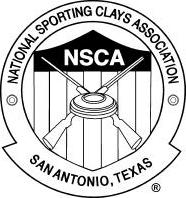 NATIONAL SPORTING CLAYS ASSOCIATION
NSCA
SAN ANTONIO, TEXAS
®